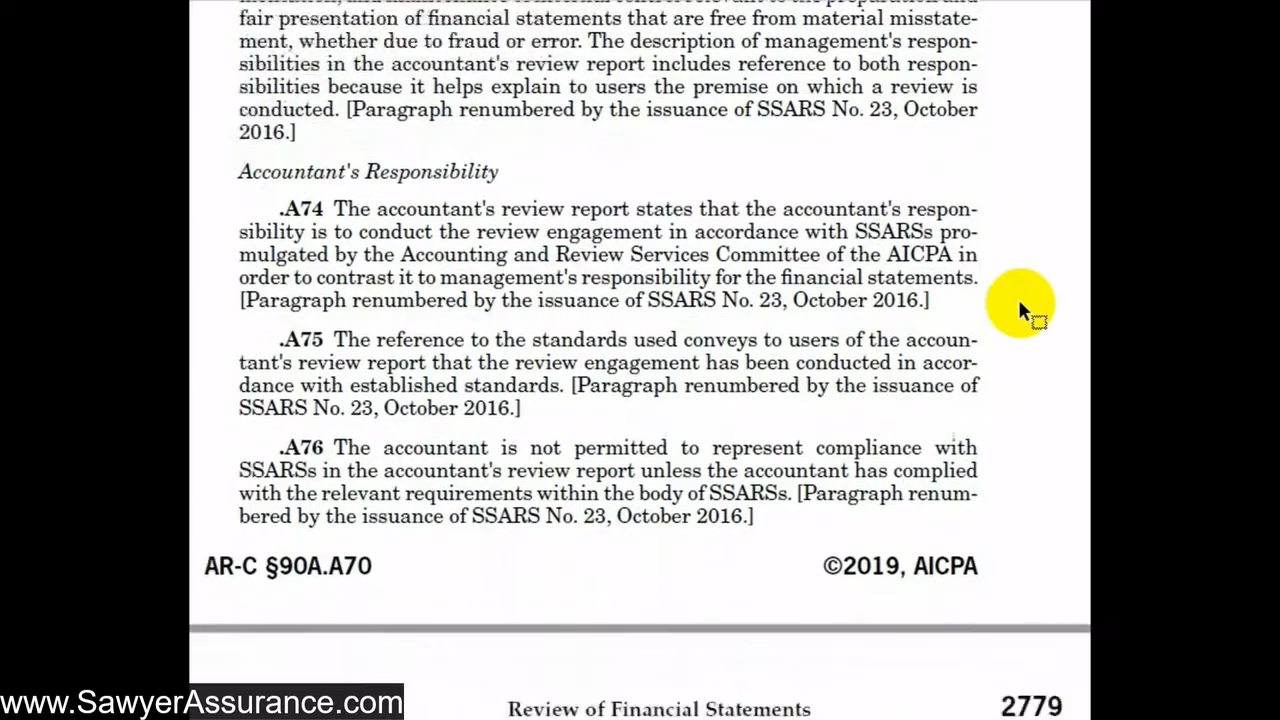 fair presentation of financial statements that are free from material misstate-
ment, whether due to fraud or error. The description of management's respon-
sibilities in the accountant's review report includes reference to both respon-
sibilities because it helps explain to users the premise on which a review is
conducted. [Paragraph renumbered by the issuance of SSARS No. 23, October
2016.]
Accountant's Responsibility
.A74 The accountant's review report states that the accountant's respon-
sibility is to conduct the review engagement in accordance with SSARSs pro-
mulgated by the Accounting and Review Services Committee of the AICPA in
order to contrast it to management's responsibility for the financial statements.
[Paragraph renumbered by the issuance of SSARS No. 23, October 2016.]
.A75 The reference to the standards used conveys to users of the accoun-
tant's review report that the review engagement has been conducted in accor-
dance with established standards. [Paragraph renumbered by the issuance of
SSARS No. 23, October 2016.]
.A76 The accountant is not permitted to represent compliance with
SSARSs in the accountant's review report unless the accountant has complied
with the relevant requirements within the body of SSARSs. [Paragraph renum-
bered by the issuance of SSARS No. 23, October 2016.]
AR-C §90A.A70 ©2019, AICPA
www.SawyerAssurance.com
Review of Financial Statements 2779